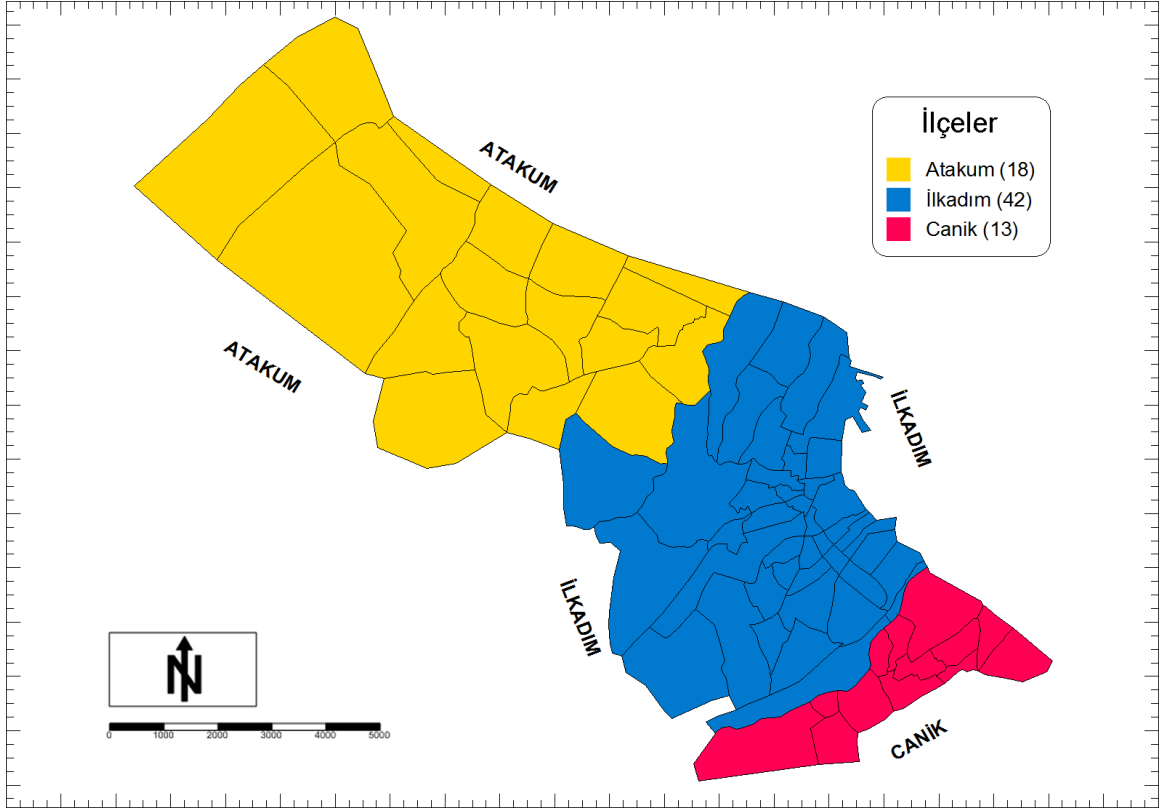 ATAKUM
İlçeler
Atakum (18)
İlkadım (42)
Canik (13)
ATAKUM
İLKADIM
İLKADIM
N
0 1000 2000 3000 4000 5000
CANİK